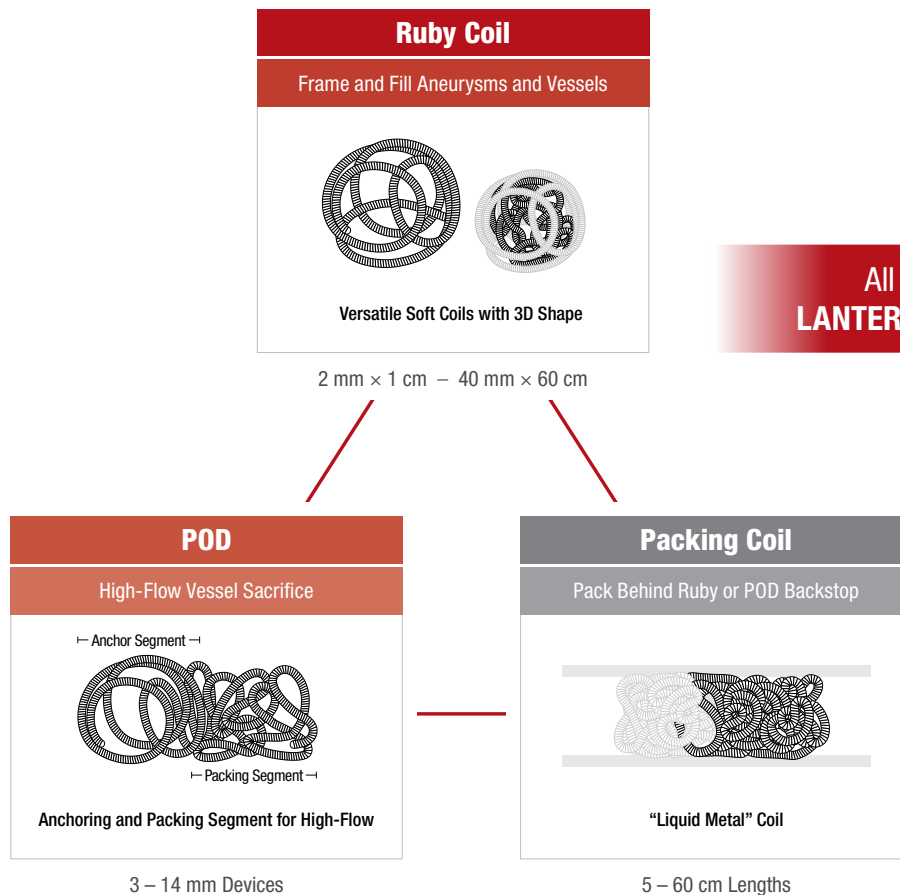 Ruby Coil
Frame and Fill Aneurysms and Vessels
Versatile Soft Coils with 3D Shape
2 mm × 1 cm – 40 mm × 60 cm
All
LANTER
POD
High-Flow Vessel Sacrifice
Anchor Segment
Packing Segment
Anchoring and Packing Segment for High-Flow
3 – 14 mm Devices
Packing Coil
Pack Behind Ruby or POD Backstop
“Liquid Metal” Coil
5 – 60 cm Lengths